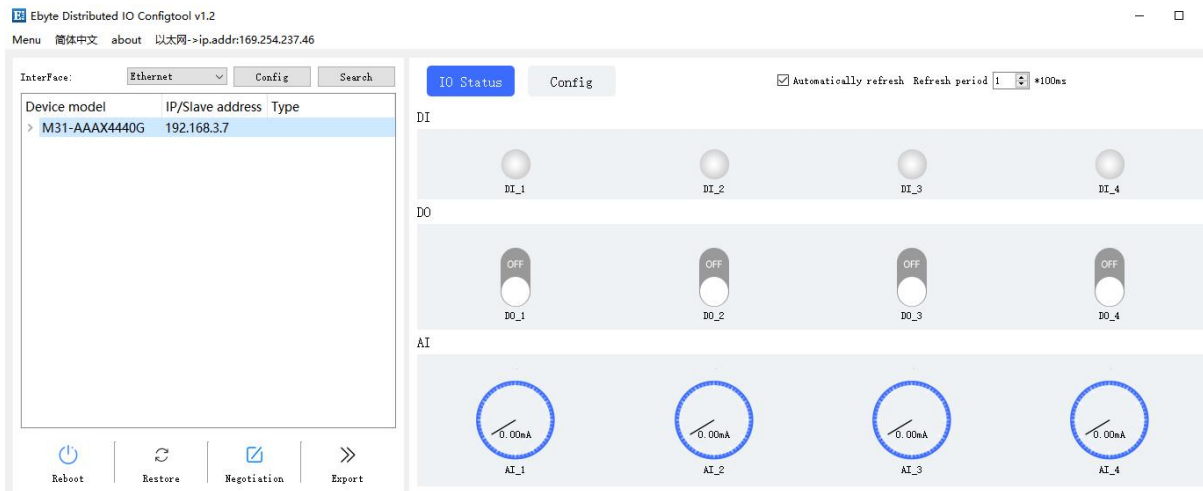 Ebyte Distributed IO Configtool v1.2
Menu 简体中文 about 以太网->ip.addr:169.254.237.46
InterFace: Ethernet Config Search
Device model IP/Slave address Type
M31-AAAX4440G 192.168.3.7
Reboot Restore Negotiation Export
IO Status Config Automatically refresh Refresh period 1 *100ms
DI
DI_1 DI_2 DI_3 DI_4
DO
OFF OFF OFF OFF
DO_1 DO_2 DO_3 DO_4
AI
0.00mA 0.00mA 0.00mA 0.00mA
AI_1 AI_2 AI_3 AI_4